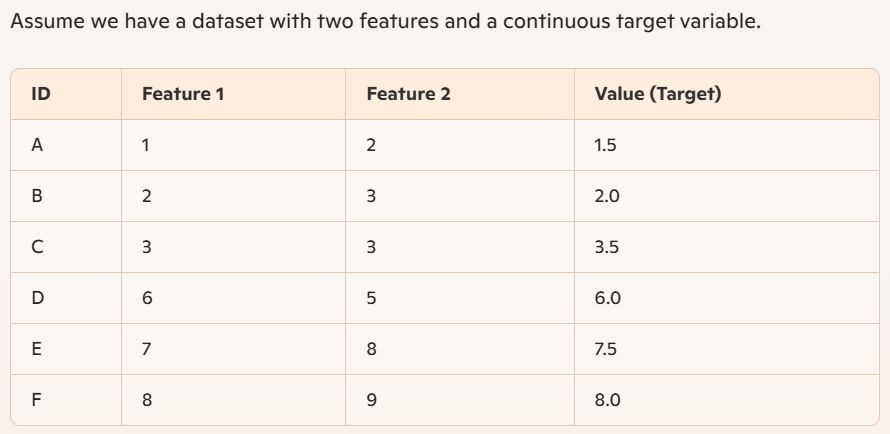 Assume we have a dataset with two features and a continuous target variable.
ID Feature 1 Feature 2 Value (Target)
A 1 2 1.5
B 2 3 2.0
C 3 3 3.5
D 6 5 6.0
E 7 8 7.5
F 8 9 8.0